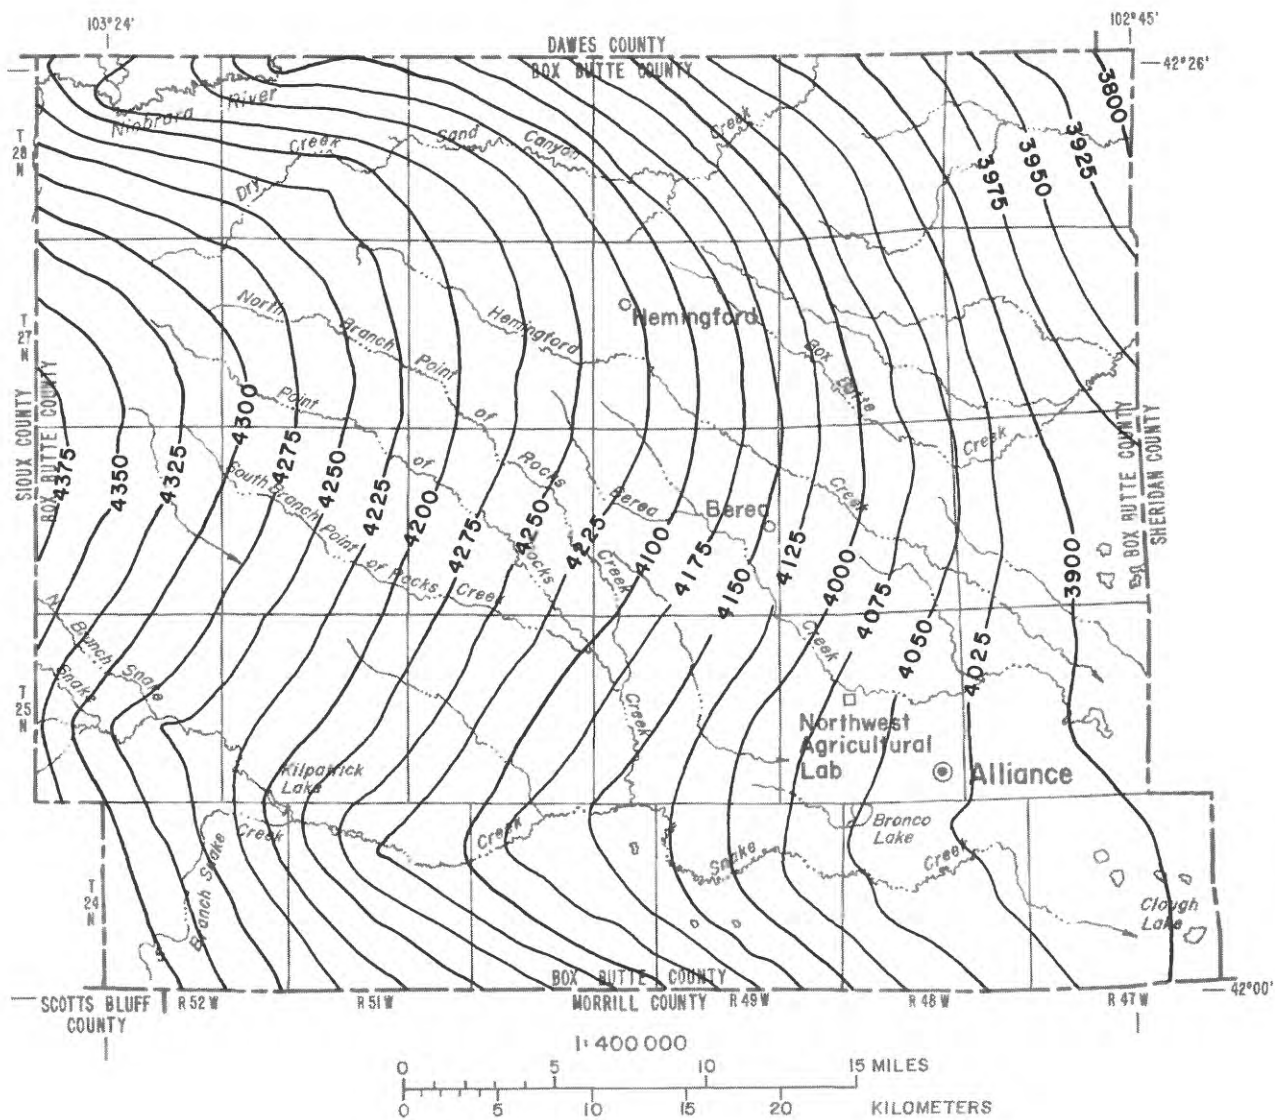 103°24'
102°45'
DAWES COUNTY
BOX BUTTE COUNTY
42°26'
3800
3925
3950
3975
Niobrara River
Dry Creek
Sand Canyon
Creek
T 28 N
T 27 N
North Branch Point of Rocks Creek
Hemingford
Hemingford Creek
Box Butte Creek
Point of Rocks Creek
South Branch Point of Rocks Creek
Berea Creek
Berea
SIOUX COUNTY
BOX BUTTE COUNTY
BOX BUTTE COUNTY
SHERIDAN COUNTY
4375
4350
4325
4300
4275
4250
4225
4200
4275
4250
4225
4100
4175
4150
4125
4000
4075
4050
4025
3900
N. Branch Snake
Snake
T 25 N
Kilpatrick Lake
Creek
Northwest
Agricultural
Lab
Alliance
Bronco
Lake
Snake Creek
Creek
Branch Snake
T 24 N
Clough
Lake
BOX BUTTE COUNTY
MORRILL COUNTY
SCOTTS BLUFF
COUNTY
R 52 W
R 51 W
R 49 W
R 48 W
R 47 W
42°00'
1:400 000
0 5 10 15 MILES
0 5 10 15 20 KILOMETERS